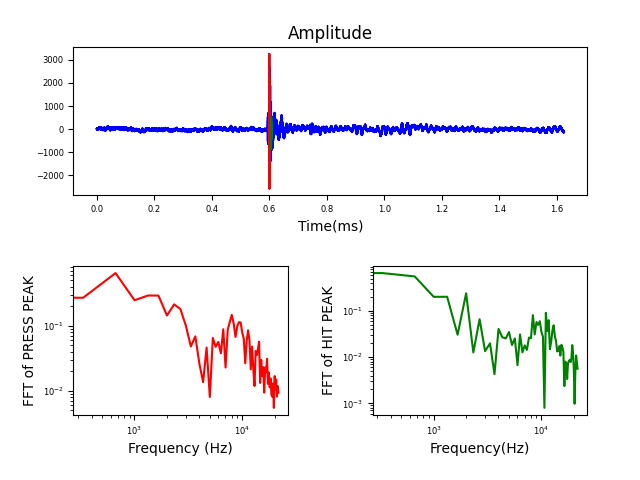 Amplitude
3000
2000
1000
0
−1000
−2000
0.0 0.2 0.4 0.6 0.8 1.0 1.2 1.4 1.6
Time(ms)
FFT of PRESS PEAK
10⁻¹
10⁻²
10³ 10⁴
Frequency (Hz)
FFT of HIT PEAK
10⁻¹
10⁻²
10⁻³
10³ 10⁴
Frequency(Hz)